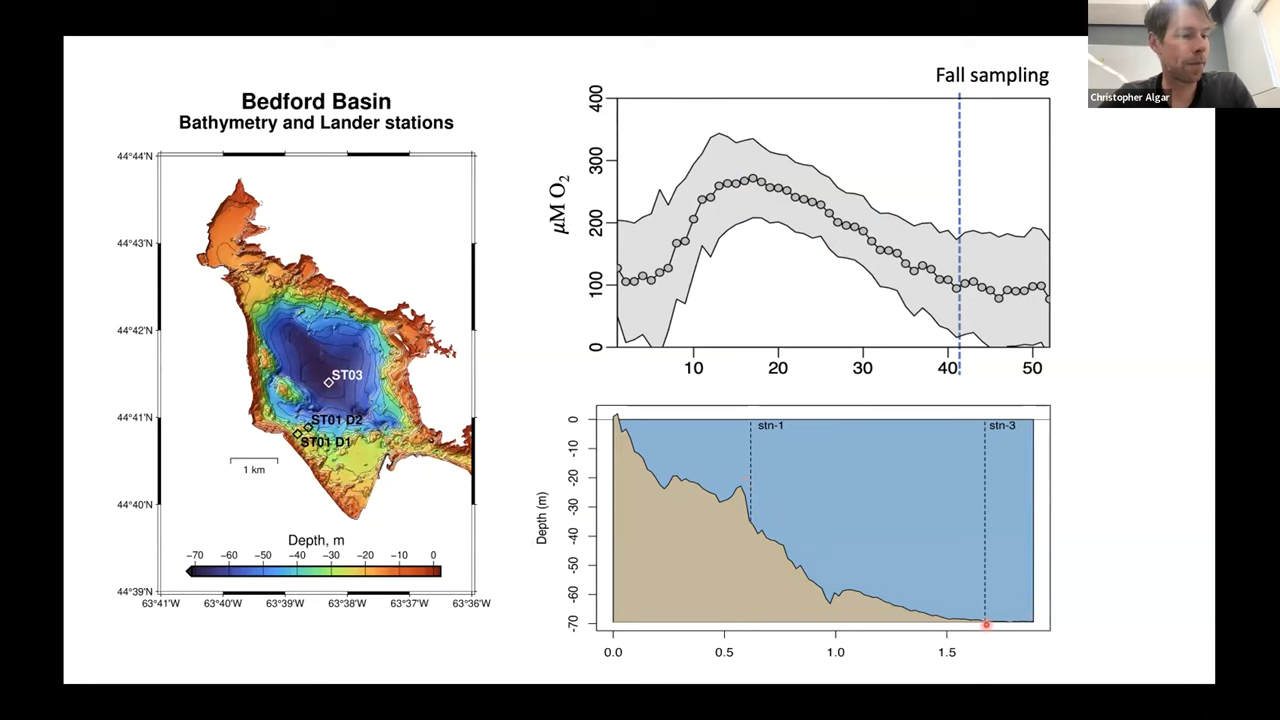 Christopher Algar
Bedford Basin
Bathymetry and Lander stations
44°44'N
44°43'N
44°42'N
44°41'N
44°40'N
44°39'N
ST03
ST01 D2
ST01 D1
1 km
Depth, m
−70 −60 −50 −40 −30 −20 −10 0
63°41'W 63°40'W 63°39'W 63°38'W 63°37'W 63°36'W
Fall sampling
µM O2
400
300
200
100
0
10 20 30 40 50
stn-1
stn-3
Depth (m)
0
-10
-20
-30
-40
-50
-60
-70
0.0 0.5 1.0 1.5